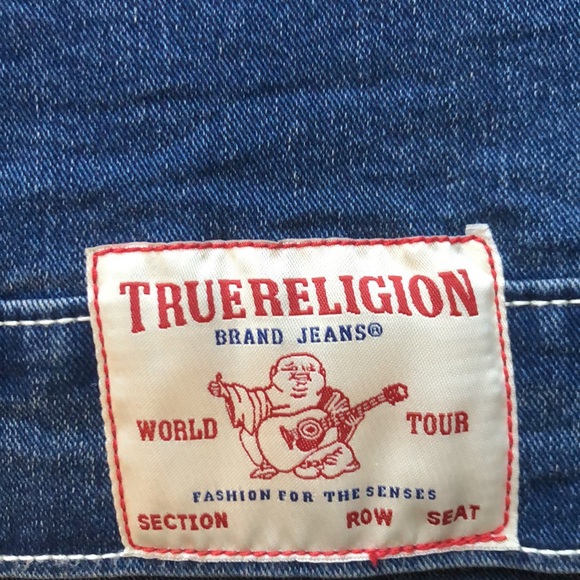 TRUERELIGION
BRAND JEANS®
WORLD TOUR
FASHION FOR THE SENSES
SECTION ROW SEAT